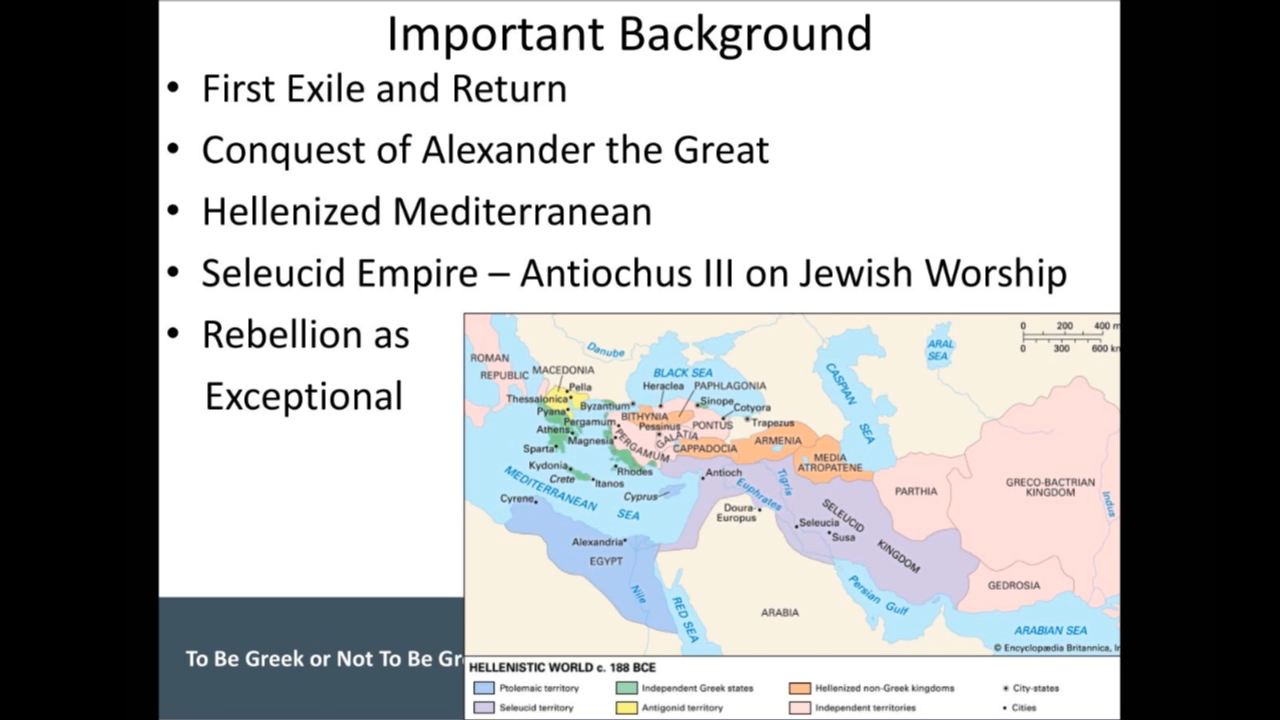 Important Background
• First Exile and Return
• Conquest of Alexander the Great
• Hellenized Mediterranean
• Seleucid Empire – Antiochus III on Jewish Worship
• Rebellion as
Exceptional
0 200 400 m
0 300 600 km
ARAL
SEA
ROMAN
REPUBLIC
MACEDONIA
Danube
BLACK SEA
CASPIAN
SEA
Pella
Heraclea
PAPHLAGONIA
Thessalonica
Byzantium
Sinope
Cotyora
Pyana
BITHYNIA
Pergamum
Pessinus
PONTUS
Trapezus
Athens
Magnesia
PERGAMUM
GALATIA
ARMENIA
Sparta
CAPPADOCIA
MEDIA
ATROPATENE
Kydonia
Rhodes
Antioch
Tigris
Crete
Itanos
Euphrates
PARTHIA
GRECO-BACTRIAN
KINGDOM
Indus
MEDITERRANEAN
SEA
Cyprus
Cyrene
Doura-
Europus
SELEUCID
KINGDOM
Seleucia
Susa
Alexandria
EGYPT
Nile
RED SEA
Persian Gulf
GEDROSIA
ARABIA
ARABIAN SEA
© Encyclopædia Britannica, In
To Be Greek or Not To Be Gr
HELLENISTIC WORLD c. 188 BCE
Ptolemaic territory
Independent Greek states
Hellenized non-Greek kingdoms
City-states
Seleucid territory
Antigonid territory
Independent territories
Cities